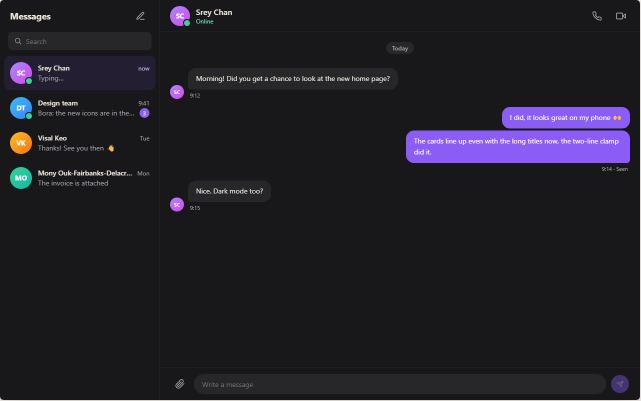 Messages
Search
SC
Srey Chan
now
Typing...
DT
Design team
9:41
Bora: the new icons are in the...
3
VK
Visal Keo
Tue
Thanks! See you then 👋
MO
Mony Ouk-Fairbanks-Delacr...
Mon
The invoice is attached
SC
Srey Chan
Online
Today
Morning! Did you get a chance to look at the new home page?
SC
9:12
I did, it looks great on my phone 🙌
The cards line up even with the long titles now, the two-line clamp
did it.
9:14 · Seen
Nice. Dark mode too?
SC
9:15
Write a message